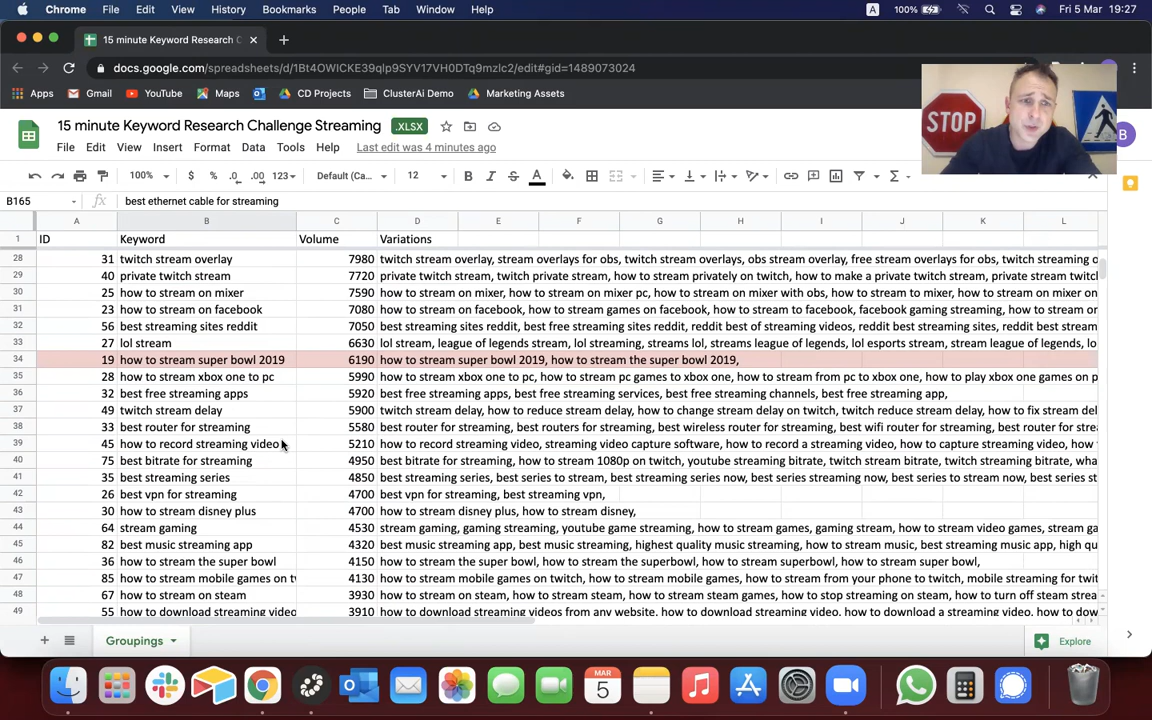 Chrome File Edit View History Bookmarks People Tab Window Help A 100% Fri 5 Mar 19:27
15 minute Keyword Research C
docs.google.com/spreadsheets/d/1Bt4OWICKE39qlp9SYV17VH0DTq9mzlc2/edit#gid=1489073024
Apps Gmail YouTube Maps CD Projects ClusterAi Demo Marketing Assets
STOP
15 minute Keyword Research Challenge Streaming .XLSX
B
File Edit View Insert Format Data Tools Help Last edit was 4 minutes ago
100% $ % .0 .00 123 Default (Ca... 12 B I S A
B165 fx best ethernet cable for streaming
A B C D E F G H I J K L
1 ID Keyword Volume Variations
28 31 twitch stream overlay 7980 twitch stream overlay, stream overlays for obs, twitch stream overlays, obs stream overlay, free stream overlays for obs, twitch streaming o
29 40 private twitch stream 7720 private twitch stream, twitch private stream, how to stream privately on twitch, how to make a private twitch stream, private stream twitch
30 25 how to stream on mixer 7590 how to stream on mixer, how to stream on mixer pc, how to stream on mixer with obs, how to stream to mixer, how to stream from mixer on
31 23 how to stream on facebook 7080 how to stream on facebook, how to stream games on facebook, how to stream to facebook, facebook gaming streaming, how to stream
32 56 best streaming sites reddit 7050 best streaming sites reddit, best free streaming sites reddit, reddit best of streaming videos, reddit best streaming sites, reddit best strean
33 27 lol stream 6630 lol stream, league of legends stream, lol streaming, streams lol, streams league of legends, lol esports stream, league of legends stream, lo
34 19 how to stream super bowl 2019 6190 how to stream super bowl 2019, how to stream the super bowl 2019,
35 28 how to stream xbox one to pc 5990 how to stream xbox one to pc, how to stream pc games to xbox one, how to stream from pc to xbox one, how to play xbox one games on p
36 32 best free streaming apps 5920 best free streaming apps, best free streaming services, best free streaming channels, best free streaming app,
37 49 twitch stream delay 5900 twitch stream delay, how to reduce stream delay, how to change stream delay on twitch, twitch reduce stream delay, how to fix stream del
38 33 best router for streaming 5580 best router for streaming, best routers for streaming, best wireless router for streaming, best wifi router for streaming, best router for stre
39 45 how to record streaming video 5210 how to record streaming video, streaming video capture software, how to record a streaming video, how to capture streaming video, how
40 75 best bitrate for streaming 4950 best bitrate for streaming, how to stream 1080p on twitch, youtube streaming bitrate, twitch stream bitrate, twitch streaming bitrate, wha
41 35 best streaming series 4850 best streaming series, best series to stream, best streaming series now, best series streaming now, best series to stream now, best series st
42 26 best vpn for streaming 4700 best vpn for streaming, best streaming vpn,
43 30 how to stream disney plus 4700 how to stream disney plus, how to stream disney,
44 64 stream gaming 4530 stream gaming, gaming streaming, youtube game streaming, how to stream games, gaming stream, how to stream video games, stream ga
45 82 best music streaming app 4320 best music streaming app, best music streaming, highest quality music streaming, how to stream music, best streaming music app, high qu
46 36 how to stream the super bowl 4150 how to stream the super bowl, how to stream the superbowl, how to stream superbowl, how to stream super bowl,
47 85 how to stream mobile games on tv 4130 how to stream mobile games on twitch, how to stream mobile games, how to stream from your phone to twitch, mobile streaming for twit
48 67 how to stream on steam 3930 how to stream on steam, how to stream steam, how to stream steam games, how to stop streaming on steam, how to turn off steam strea
49 55 how to download streaming video 3910 how to download streaming videos from any website, how to download streaming video, how to download a streaming video, how to dow
Groupings Explore
MAR
5